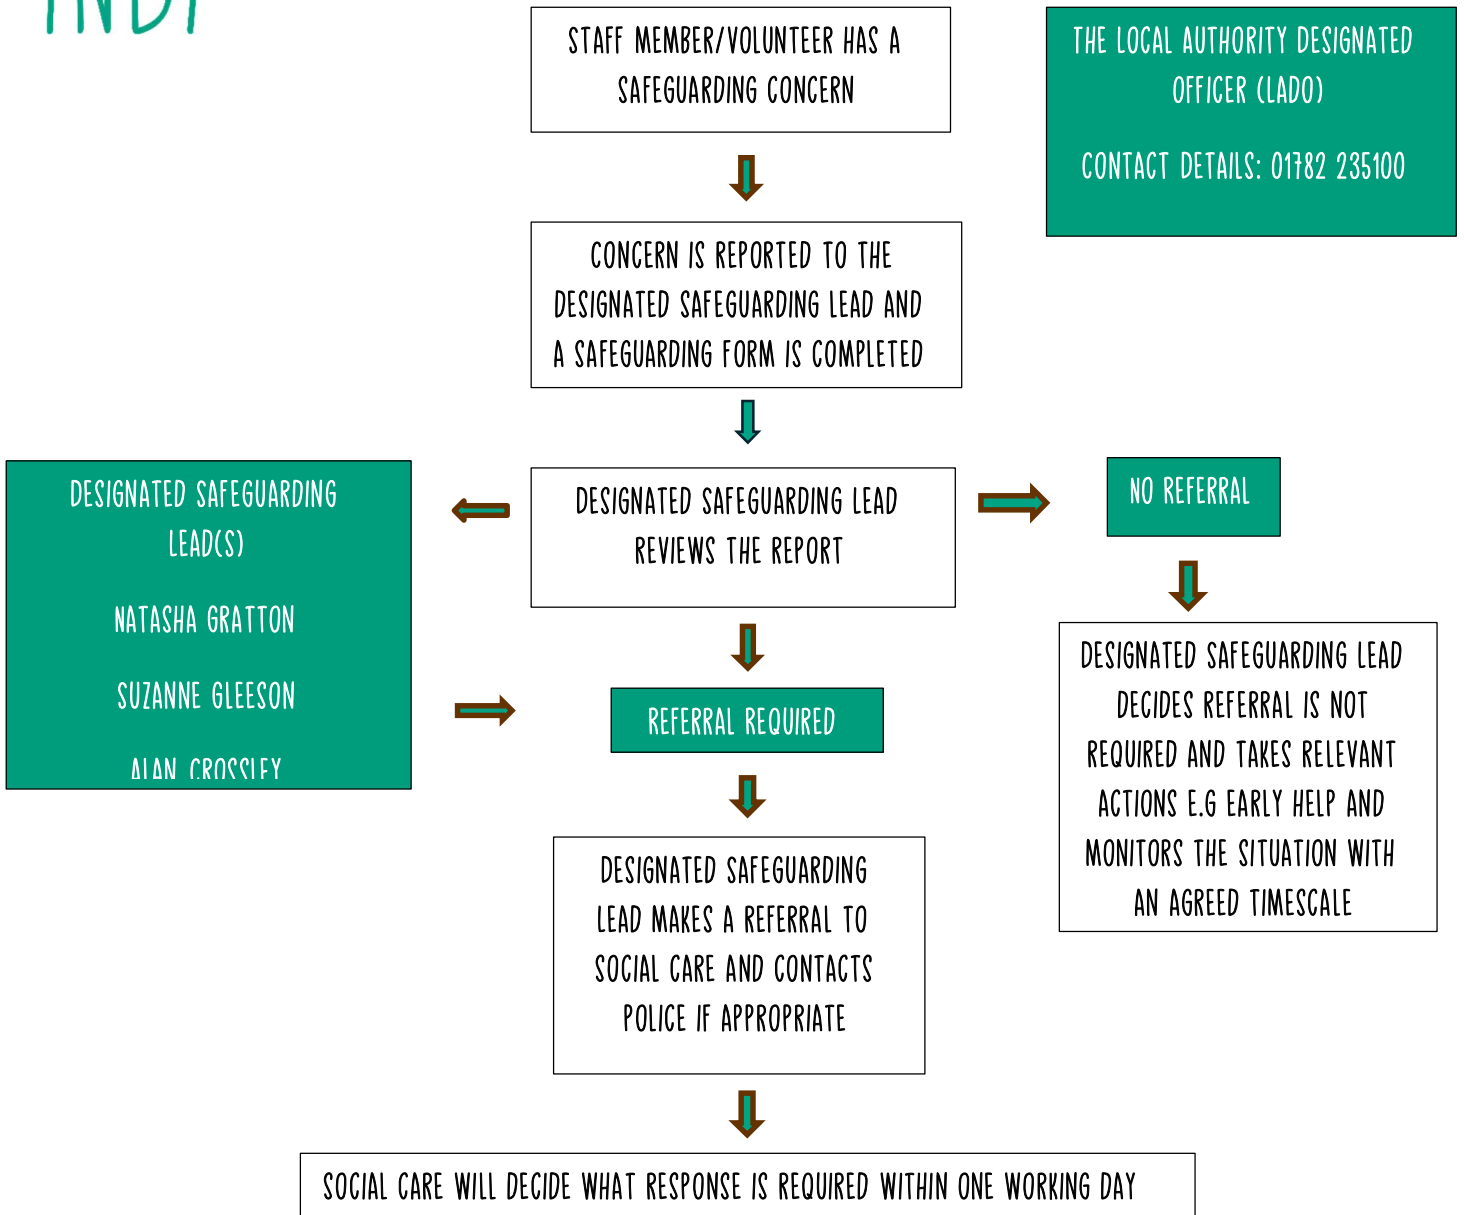 STAFF MEMBER/VOLUNTEER HAS A
SAFEGUARDING CONCERN
THE LOCAL AUTHORITY DESIGNATED
OFFICER (LADO)
CONTACT DETAILS: 01782 235100
CONCERN IS REPORTED TO THE
DESIGNATED SAFEGUARDING LEAD AND
A SAFEGUARDING FORM IS COMPLETED
DESIGNATED SAFEGUARDING
LEAD(S)
NATASHA GRATTON
SUZANNE GLEESON
ALAN CROSSLEY
DESIGNATED SAFEGUARDING LEAD
REVIEWS THE REPORT
NO REFERRAL
REFERRAL REQUIRED
DESIGNATED SAFEGUARDING LEAD
DECIDES REFERRAL IS NOT
REQUIRED AND TAKES RELEVANT
ACTIONS E.G EARLY HELP AND
MONITORS THE SITUATION WITH
AN AGREED TIMESCALE
DESIGNATED SAFEGUARDING
LEAD MAKES A REFERRAL TO
SOCIAL CARE AND CONTACTS
POLICE IF APPROPRIATE
SOCIAL CARE WILL DECIDE WHAT RESPONSE IS REQUIRED WITHIN ONE WORKING DAY